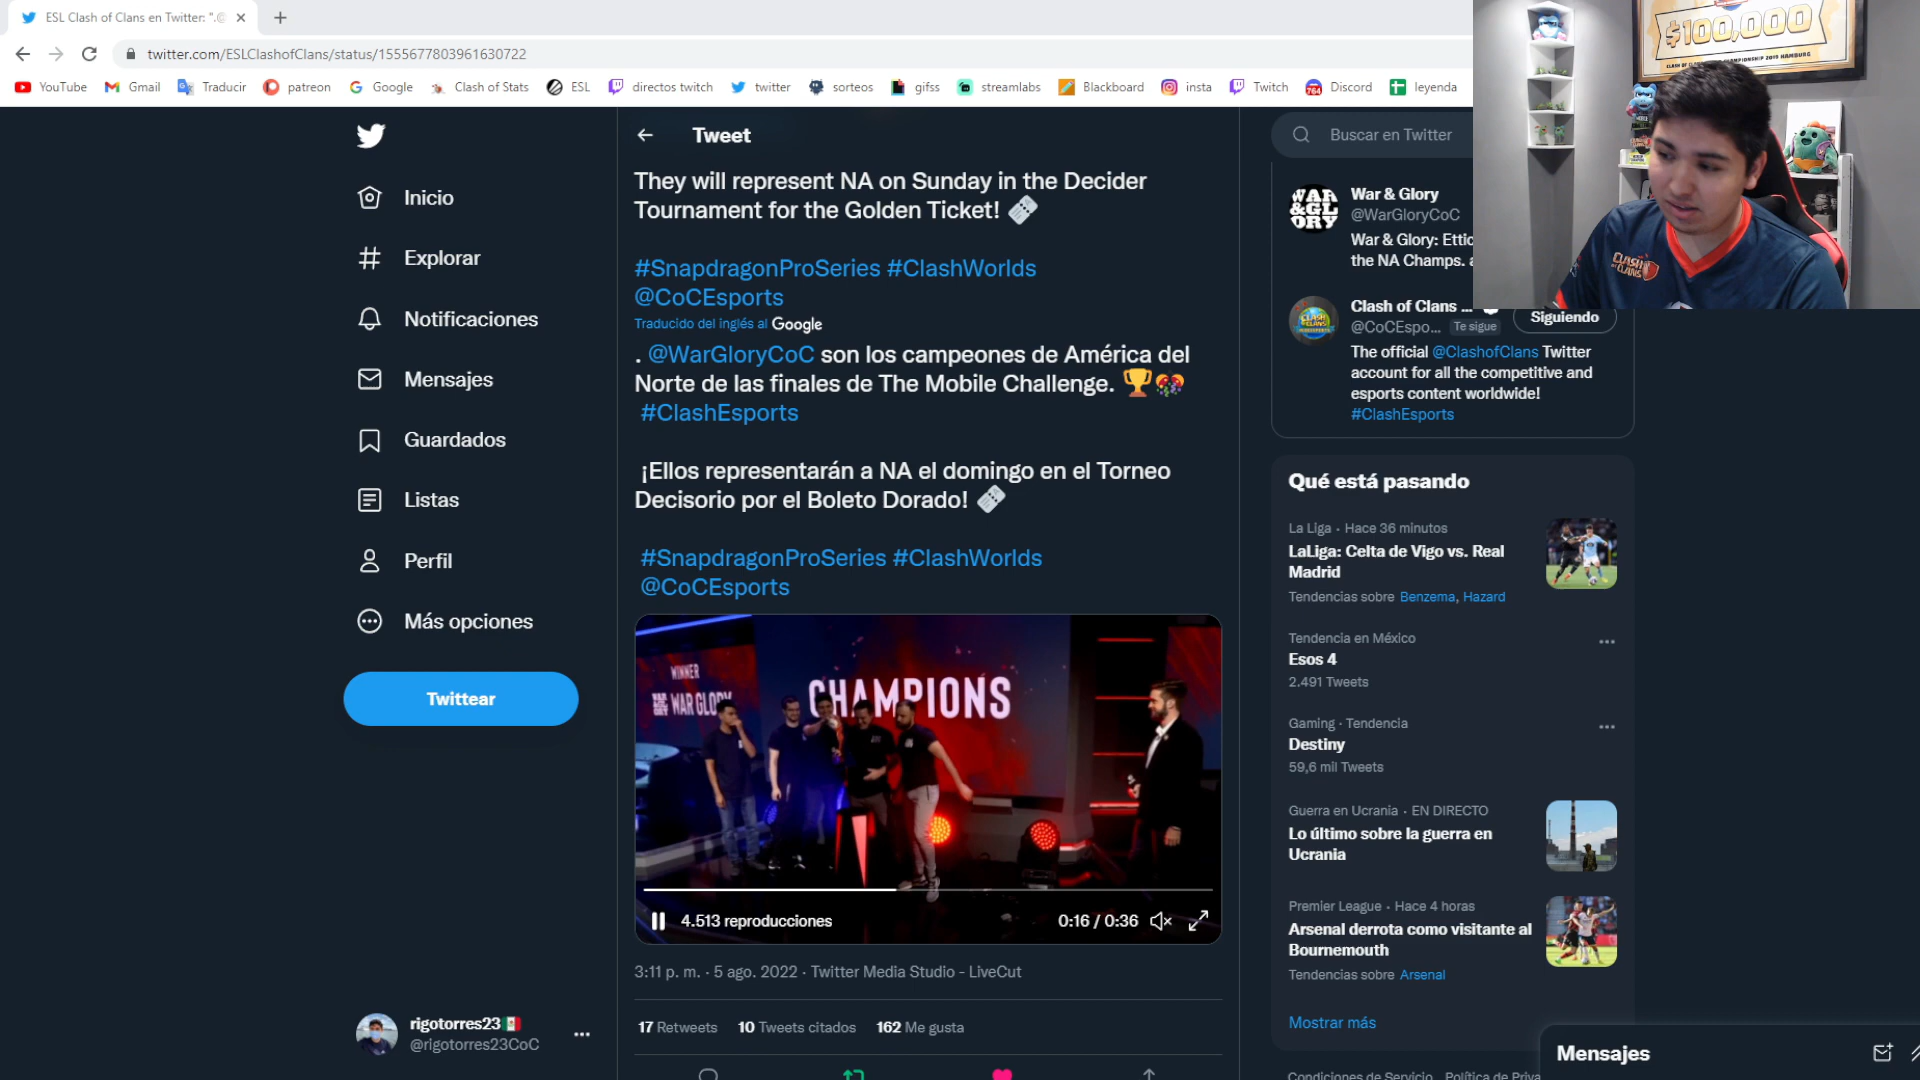 ESL Clash of Clans en Twitter: ".@
twitter.com/ESLClashofClans/status/1555677803961630722
YouTube
Gmail
Traducir
patreon
Google
Clash of Stats
ESL
directos twitch
twitter
sorteos
gifss
streamlabs
Blackboard
insta
Twitch
764
Discord
leyenda
Inicio
Explorar
Notificaciones
Mensajes
Guardados
Listas
Perfil
Más opciones
Twittear
rigotorres23
@rigotorres23CoC
Tweet
They will represent NA on Sunday in the Decider
Tournament for the Golden Ticket!
#SnapdragonProSeries #ClashWorlds
@CoCEsports
Traducido del inglés al Google
. @WarGloryCoC son los campeones de América del
Norte de las finales de The Mobile Challenge.
#ClashEsports
¡Ellos representarán a NA el domingo en el Torneo
Decisorio por el Boleto Dorado!
#SnapdragonProSeries #ClashWorlds
@CoCEsports
WINNER
WAR GLORY
CHAMPIONS
4.513 reproducciones
0:16 / 0:36
3:11 p. m. · 5 ago. 2022 · Twitter Media Studio - LiveCut
17 Retweets 10 Tweets citados 162 Me gusta
Buscar en Twitter
WAR
&GL
ORY
War & Glory
@WarGloryCoC
War & Glory: Ettic
the NA Champs.
Clash of Clans ...
@CoCEspo... Te sigue
Siguiendo
The official @ClashofClans Twitter
account for all the competitive and
esports content worldwide!
#ClashEsports
Qué está pasando
La Liga · Hace 36 minutos
LaLiga: Celta de Vigo vs. Real
Madrid
Tendencias sobre Benzema, Hazard
Tendencia en México
Esos 4
2.491 Tweets
Gaming · Tendencia
Destiny
59,6 mil Tweets
Guerra en Ucrania · EN DIRECTO
Lo último sobre la guerra en
Ucrania
Premier League · Hace 4 horas
Arsenal derrota como visitante al
Bournemouth
Tendencias sobre Arsenal
Mostrar más
Condiciones de Servicio Política de Priva
Mensajes
$100,000
CLASH OF CLANS CHAMPIONSHIP 2019 HAMBURG
CLASH OF CLANS